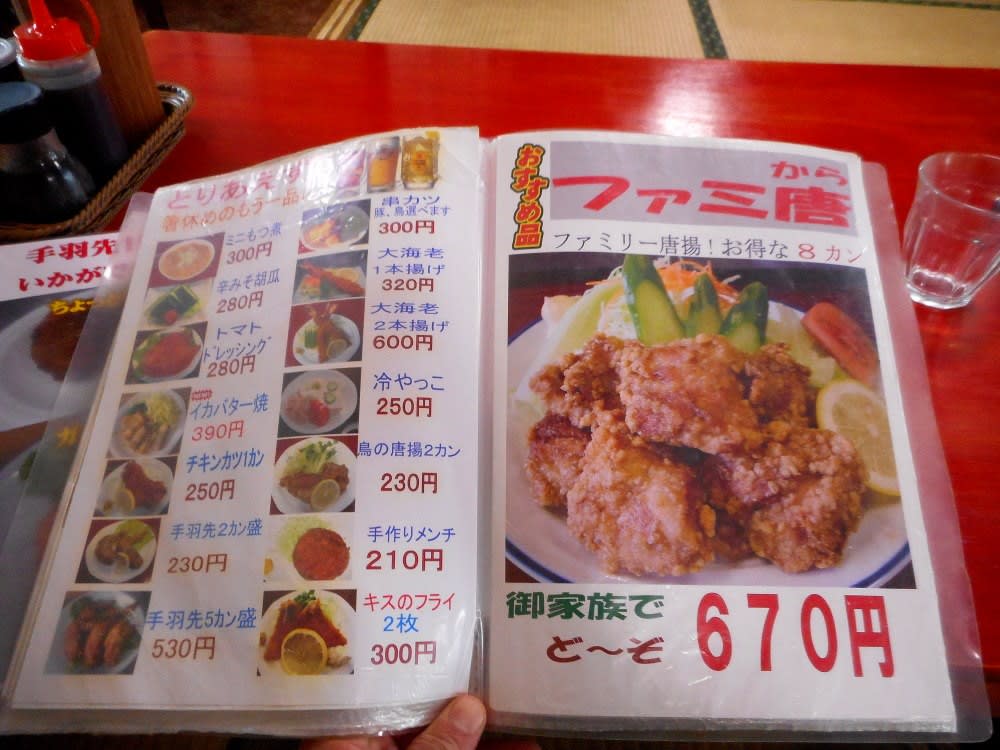 手羽先
いかが
ちょ
とりあえず
箸休めのもう一品
ミニもつ煮
300円
辛みそ胡瓜
280円
トマト
ドレッシング
280円
イカバター焼
390円
チキンカツ1カン
250円
手羽先2カン盛
230円
手羽先5カン盛
530円
串カツ
豚、鳥選べます
300円
大海老
1本揚げ
320円
大海老
2本揚げ
600円
冷やっこ
250円
鳥の唐揚2カン
230円
手作りメンチ
210円
キスのフライ
2枚
300円
おすすめ品
から
ファミ唐
ファミリー唐揚!お得な8カン
御家族で
ど〜ぞ
670円